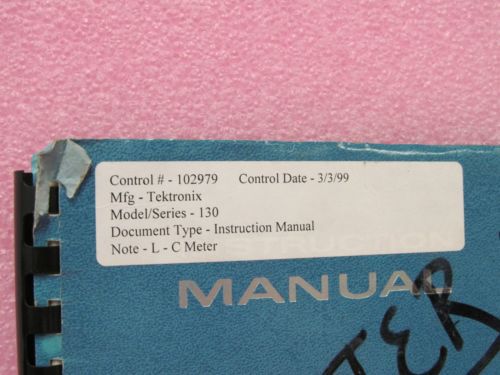 Control # - 102979 Control Date - 3/3/99
Mfg - Tektronix
Model/Series - 130
Document Type - Instruction Manual
Note - L - C Meter
INSTRUCTION
MANUAL